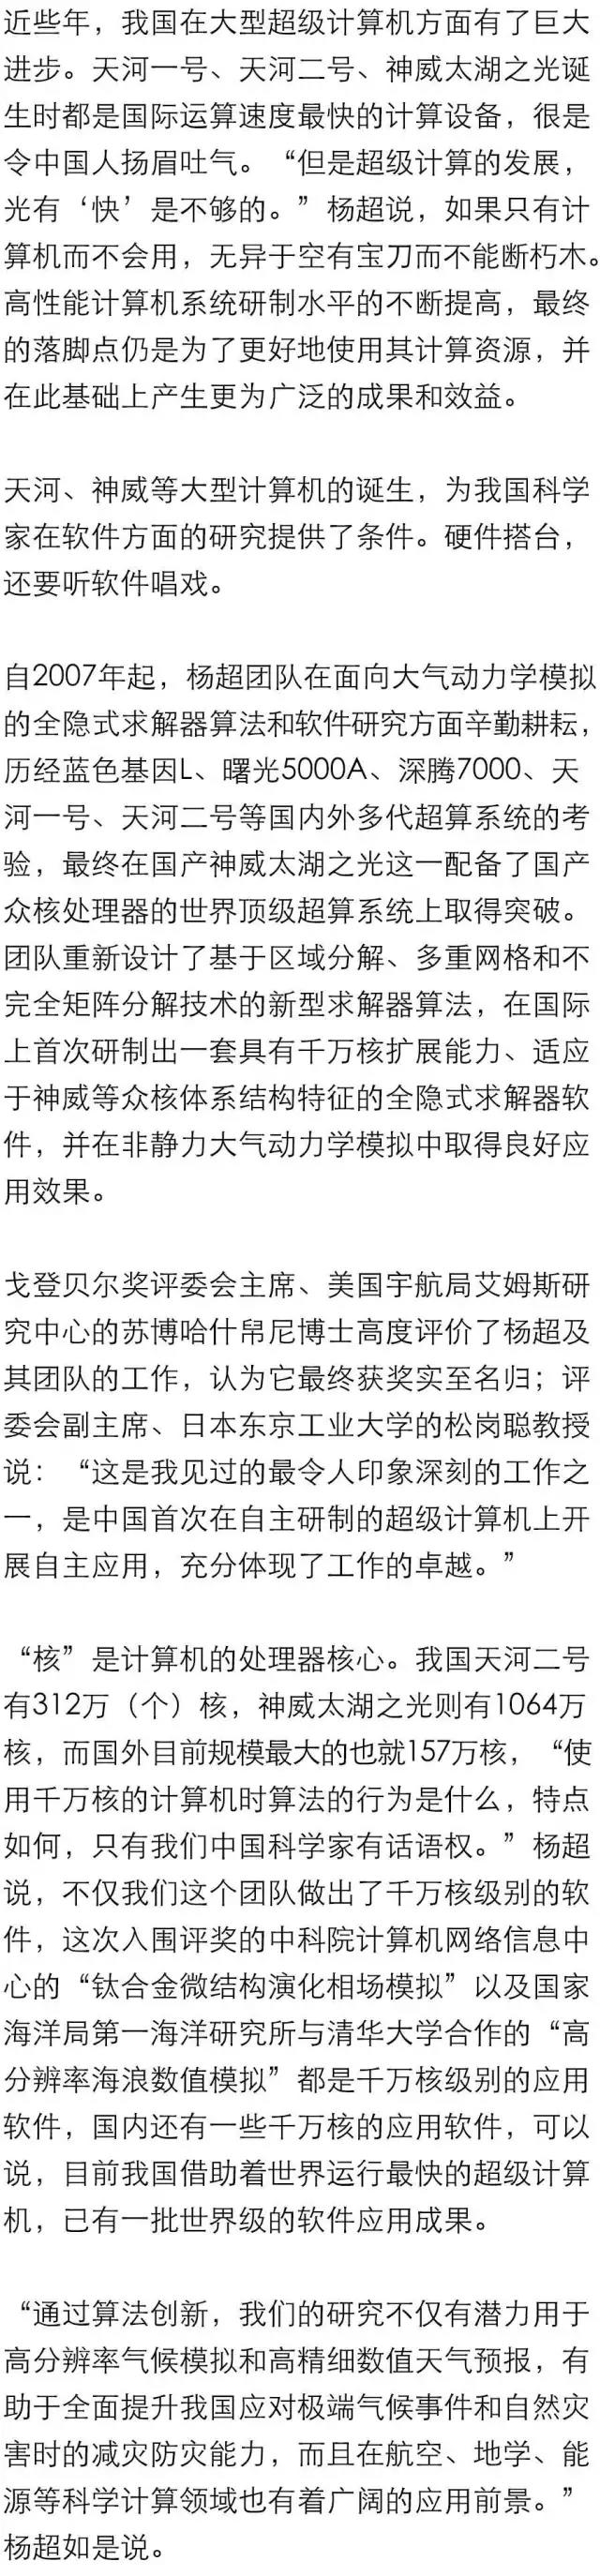 近些年，我国在大型超级计算机方面有了巨大
进步。天河一号、天河二号、神威太湖之光诞
生时都是国际运算速度最快的计算设备，很是
令中国人扬眉吐气。“但是超级计算的发展，
光有‘快’是不够的。”杨超说，如果只有计
算机而不会用，无异于空有宝刀而不能断朽木。
高性能计算机系统研制水平的不断提高，最终
的落脚点仍是为了更好地使用其计算资源，并
在此基础上产生更为广泛的成果和效益。
天河、神威等大型计算机的诞生，为我国科学
家在软件方面的研究提供了条件。硬件搭台，
还要听软件唱戏。
自2007年起，杨超团队在面向大气动力学模拟
的全隐式求解器算法和软件研究方面辛勤耕耘，
历经蓝色基因L、曙光5000A、深腾7000、天
河一号、天河二号等国内外多代超算系统的考
验，最终在国产神威太湖之光这一配备了国产
众核处理器的世界顶级超算系统上取得突破。
团队重新设计了基于区域分解、多重网格和不
完全矩阵分解技术的新型求解器算法，在国际
上首次研制出一套具有千万核扩展能力、适应
于神威等众核体系结构特征的全隐式求解器软
件，并在非静力大气动力学模拟中取得良好应
用效果。
戈登贝尔奖评委会主席、美国宇航局艾姆斯研
究中心的苏博哈什帠尼博士高度评价了杨超及
其团队的工作，认为它最终获奖实至名归；评
委会副主席、日本东京工业大学的松岗聪教授
说：“这是我见过的最令人印象深刻的工作之
一，是中国首次在自主研制的超级计算机上开
展自主应用，充分体现了工作的卓越。”
“核”是计算机的处理器核心。我国天河二号
有312万（个）核，神威太湖之光则有1064万
核，而国外目前规模最大的也就157万核，“使
用千万核的计算机时算法的行为是什么，特点
如何，只有我们中国科学家有话语权。”杨超
说，不仅我们这个团队做出了千万核级别的软
件，这次入围评奖的中科院计算机网络信息中
心的“钛合金微结构演化相场模拟”以及国家
海洋局第一海洋研究所与清华大学合作的“高
分辨率海浪数值模拟”都是千万核级别的应用
软件，国内还有一些千万核的应用软件，可以
说，目前我国借助着世界运行最快的超级计算
机，已有一批世界级的软件应用成果。
“通过算法创新，我们的研究不仅有潜力用于
高分辨率气候模拟和高精细数值天气预报，有
助于全面提升我国应对极端气候事件和自然灾
害时的减灾防灾能力，而且在航空、地学、能
源等科学计算领域也有着广阔的应用前景。”
杨超如是说。